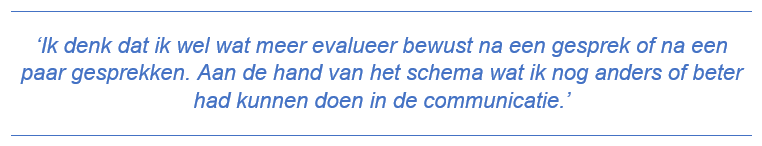 ‘Ik denk dat ik wel wat meer evalueer bewust na een gesprek of na een
paar gesprekken. Aan de hand van het schema wat ik nog anders of beter
had kunnen doen in de communicatie.’